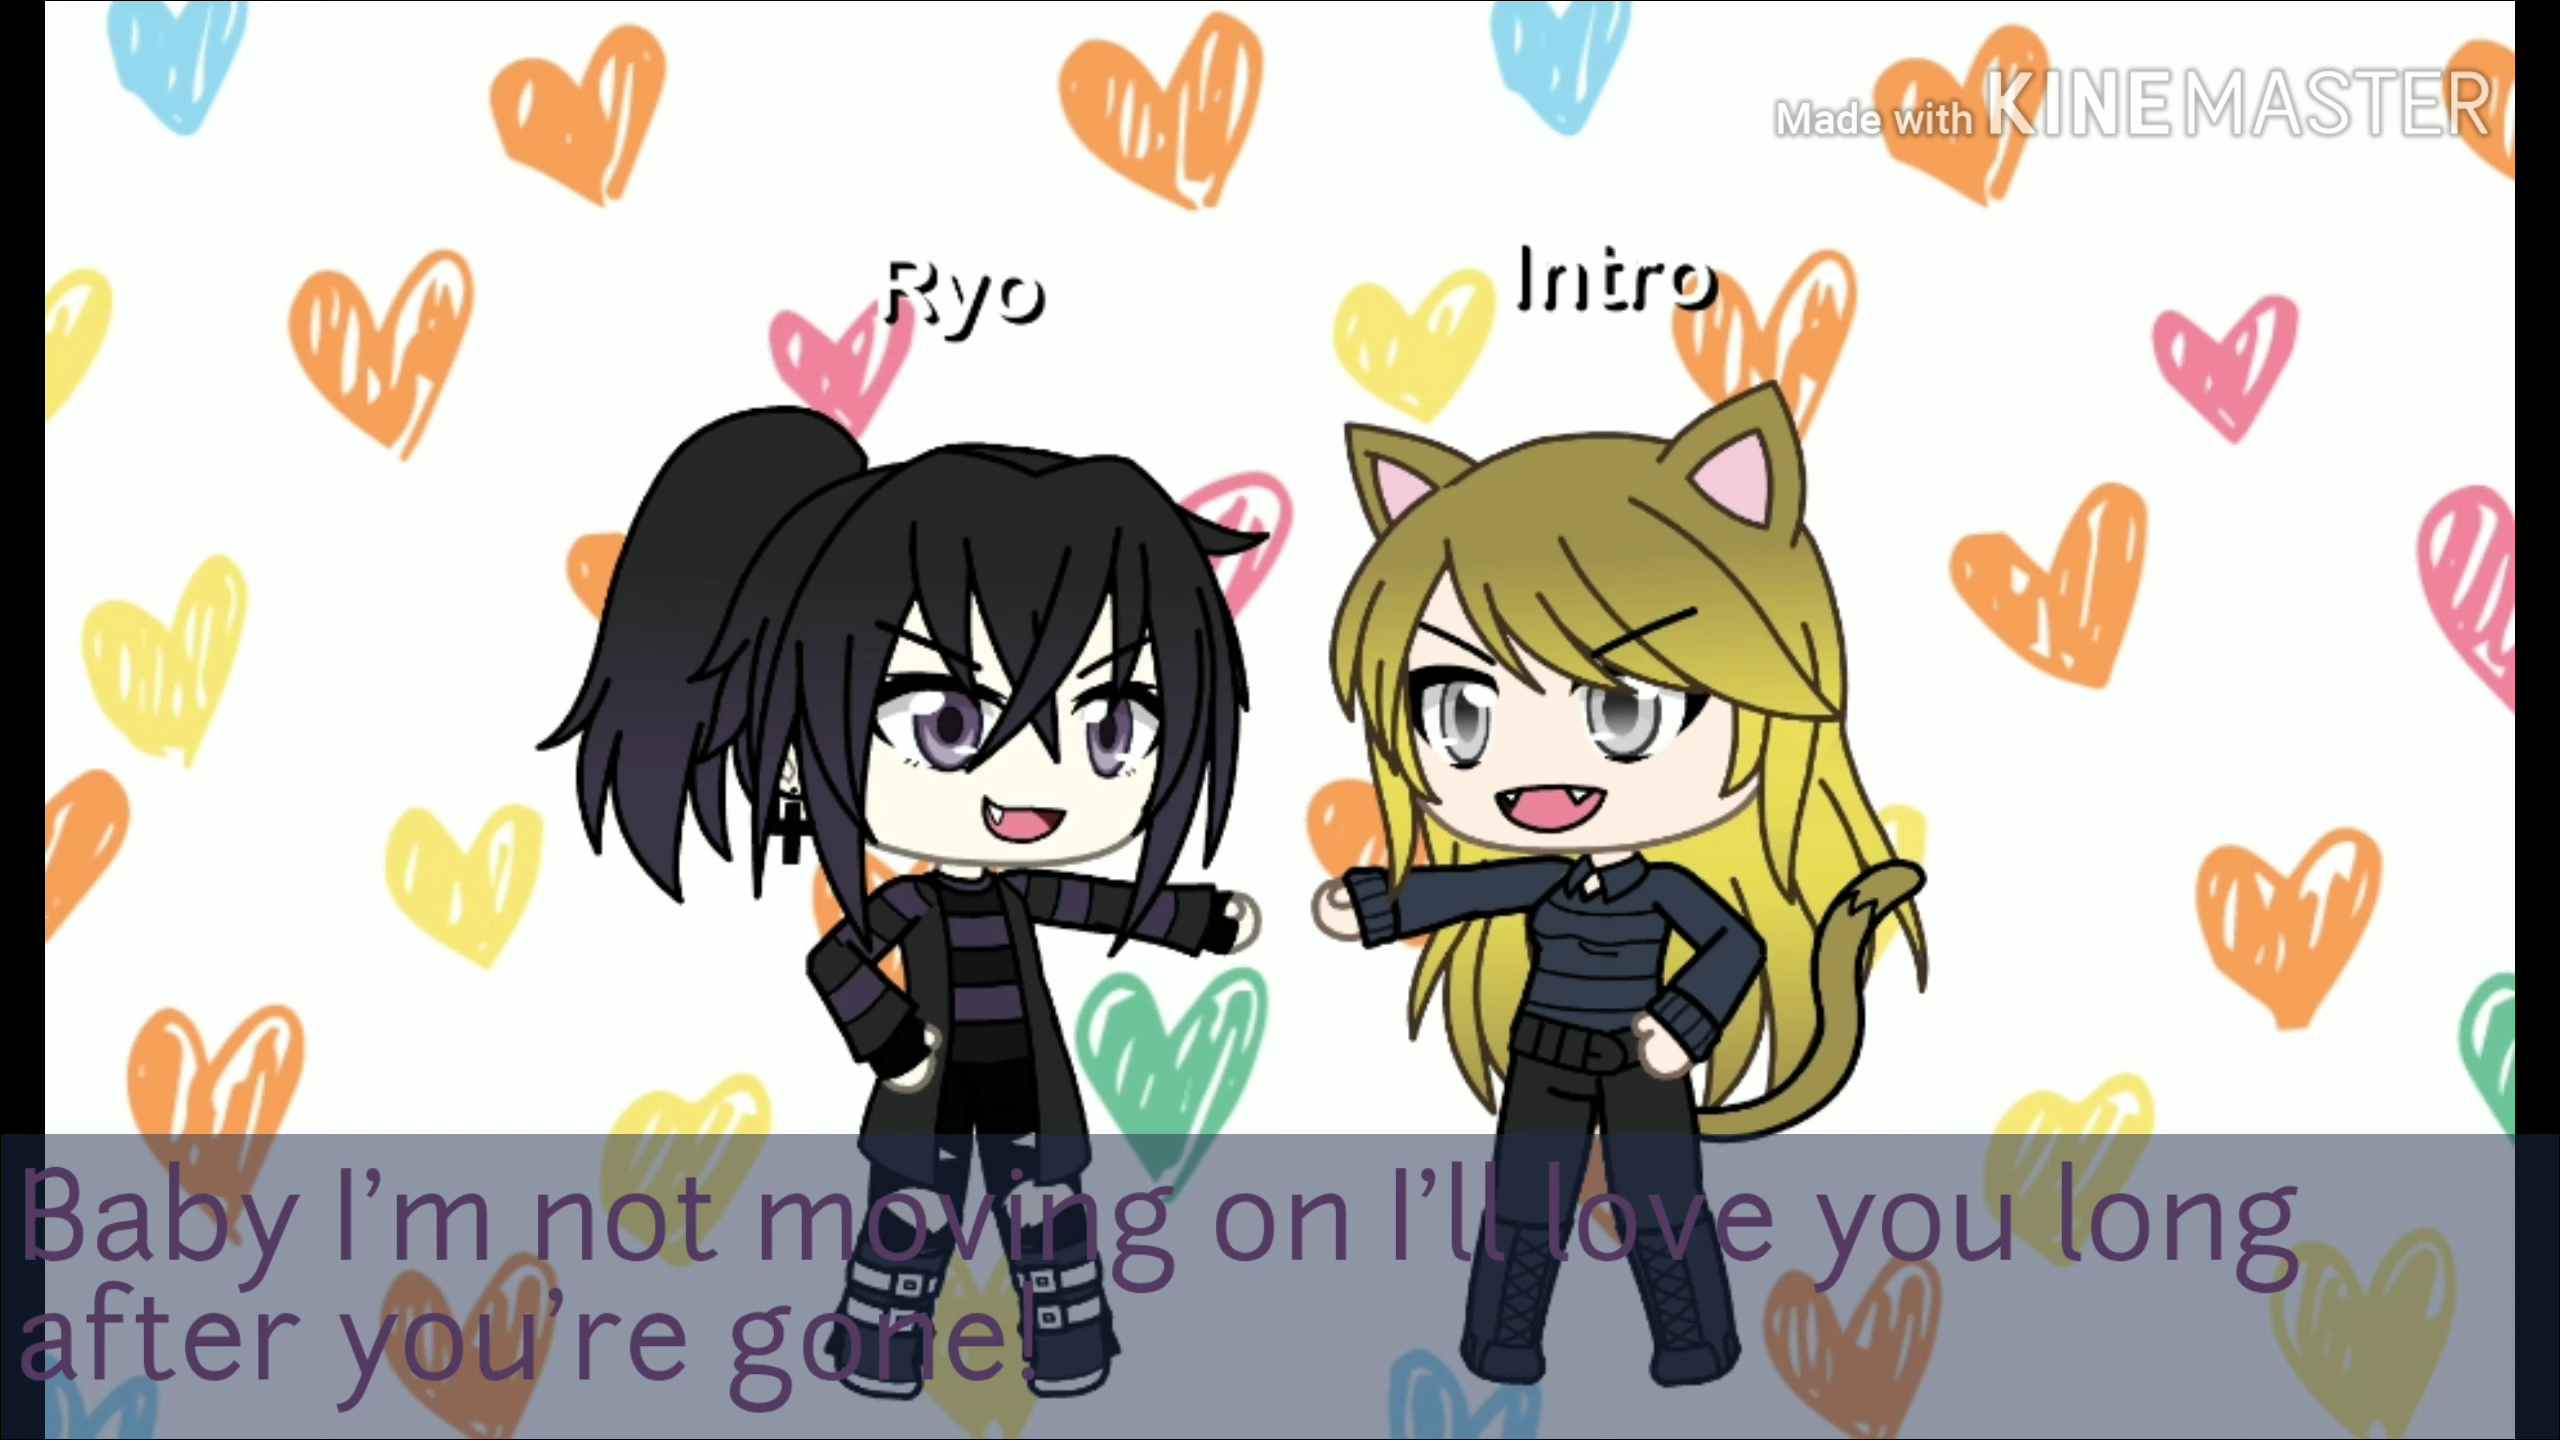 Made with KINEMASTER
Ryo
Intro
Baby I'm not moving on I'll love you long
after you're gone!